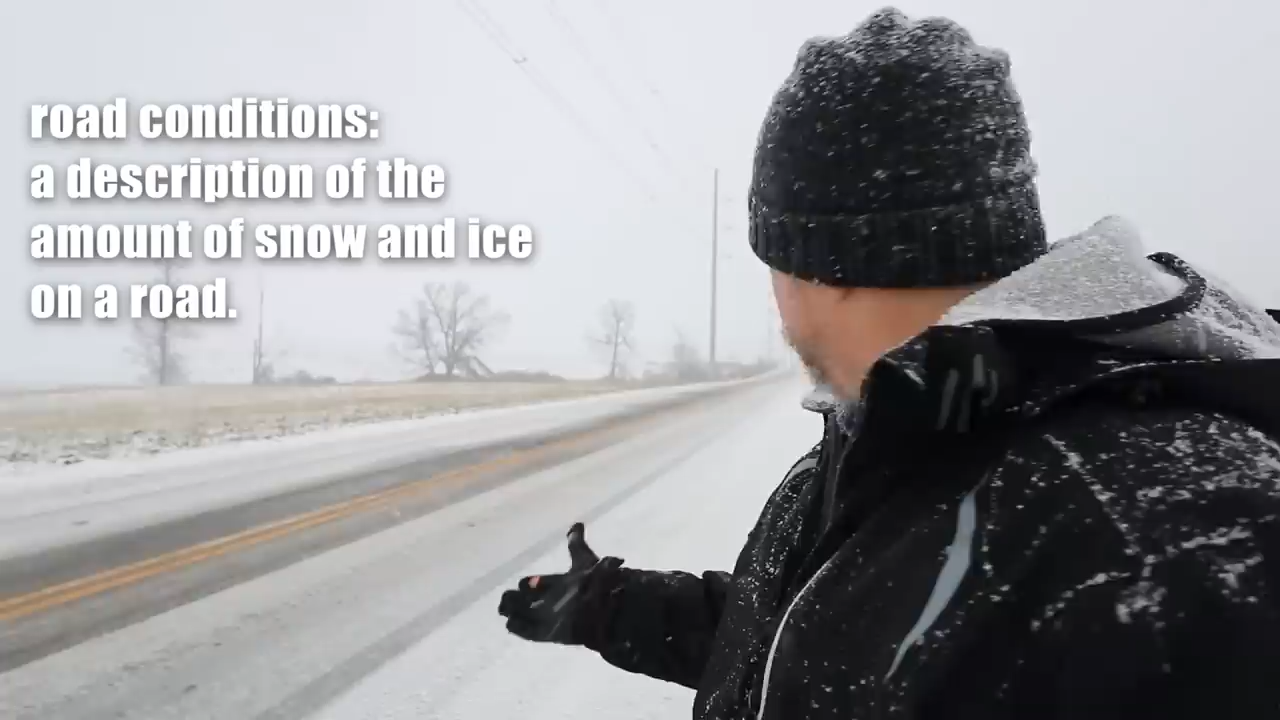 road conditions:
a description of the
amount of snow and ice
on a road.